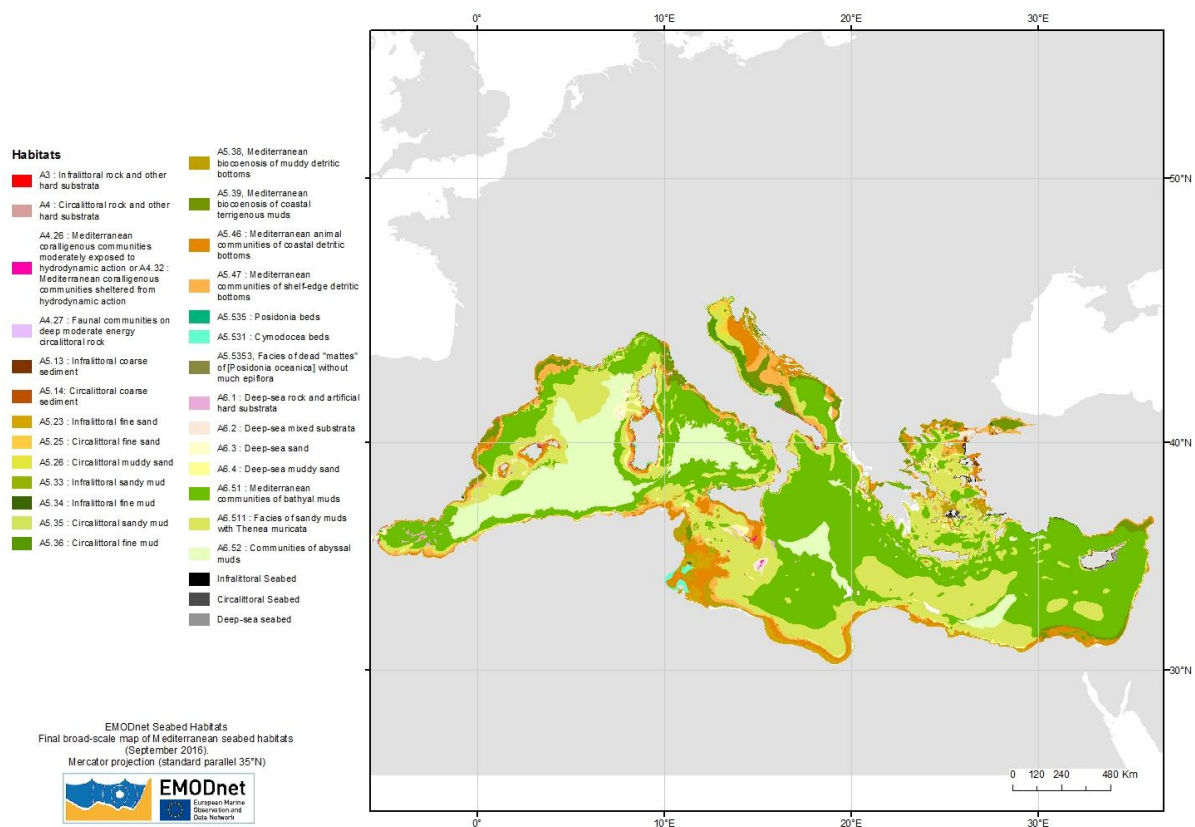 0°
10°E
20°E
30°E
50°N
40°N
30°N
0°
10°E
20°E
30°E
0 120 240 480 Km
Habitats
A3 : Infralittoral rock and other
hard substrata
A4 : Circalittoral rock and other
hard substrata
A4.26 : Mediterranean
coralligenous communities
moderately exposed to
hydrodynamic action or A4.32 :
Mediterranean coralligenous
communities sheltered from
hydrodynamic action
A4.27 : Faunal communities on
deep moderate energy
circalittoral rock
A5.13 : Infralittoral coarse
sediment
A5.14: Circalittoral coarse
sediment
A5.23 : Infralittoral fine sand
A5.25 : Circalittoral fine sand
A5.26 : Circalittoral muddy sand
A5.33 : Infralittoral sandy mud
A5.34 : Infralittoral fine mud
A5.35 : Circalittoral sandy mud
A5.36 : Circalittoral fine mud
A5.38, Mediterranean
biocoenosis of muddy detritic
bottoms
A5.39, Mediterranean
biocoenosis of coastal
terrigenous muds
A5.46 : Mediterranean animal
communities of coastal detritic
bottoms
A5.47 : Mediterranean
communities of shelf-edge detritic
bottoms
A5.535 : Posidonia beds
A5.531 : Cymodocea beds
A5.5353, Facies of dead "mattes"
of [Posidonia oceanica] without
much epiflora
A6.1 : Deep-sea rock and artificial
hard substrata
A6.2 : Deep-sea mixed substrata
A6.3 : Deep-sea sand
A6.4 : Deep-sea muddy sand
A6.51 : Mediterranean
communities of bathyal muds
A6.511 : Facies of sandy muds
with Thenea muricata
A6.52 : Communities of abyssal
muds
Infralittoral Seabed
Circalittoral Seabed
Deep-sea seabed
EMODnet Seabed Habitats
Final broad-scale map of Mediterranean seabed habitats
(September 2016).
Mercator projection (standard parallel 35°N)
EMODnet
European Marine
Observation and
Data Network